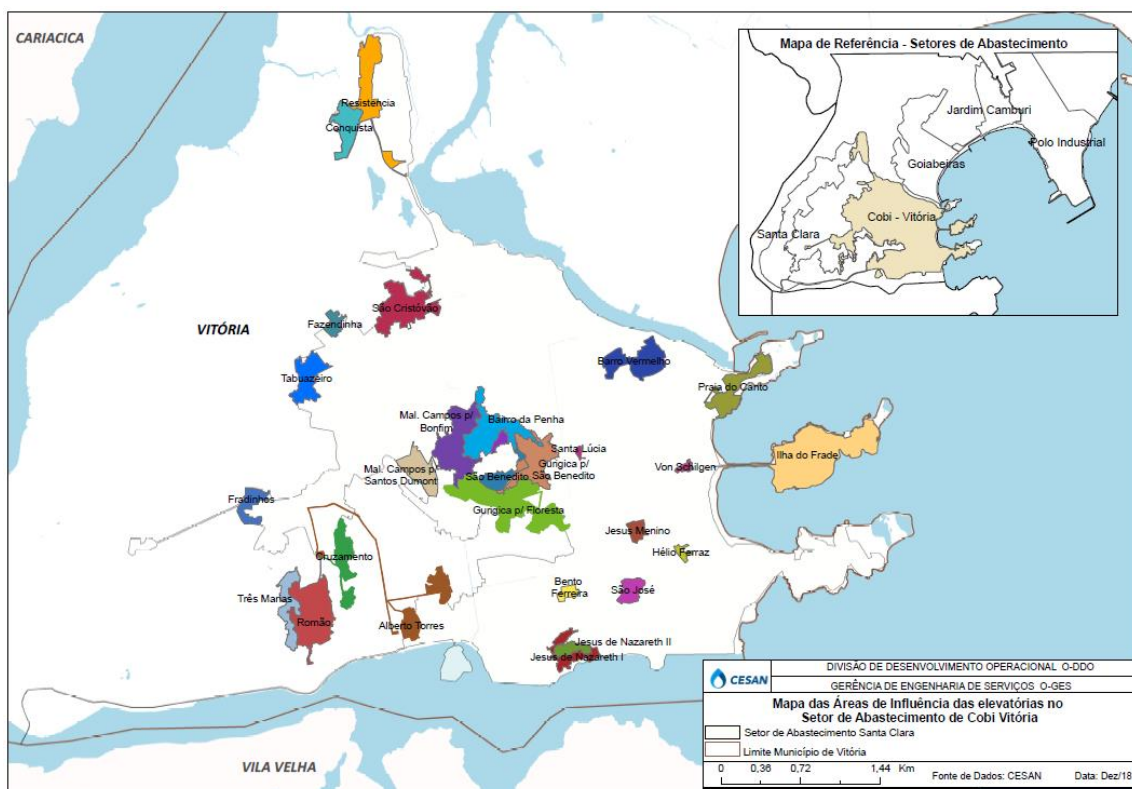 CARIACICA
Mapa de Referência - Setores de Abastecimento
Jardim Camburi
Polo Industrial
Goiabeiras
Cobi - Vitória
Santa Clara
Resistência
Conquista
São Cristóvão
Fazendinha
VITÓRIA
Tabuazeiro
Barro Vermelho
Praia do Canto
Mal. Campos p/
Bonfim
Bairro da Penha
Santa Lúcia
Gurigica p/
São Benedito
São Benedito
Mal. Campos p/
Santos Dumont
Von Schilgen
Ilha do Frade
Gurigica p/ Floresta
Fradinhos
Jesus Menino
Hélio Ferraz
Cruzamento
Bento
Ferreira
São José
Três Marias
Romão
Alberto Torres
Jesus de Nazareth II
Jesus de Nazareth I
VILA VELHA
CESAN
DIVISÃO DE DESENVOLVIMENTO OPERACIONAL O-DDO
GERÊNCIA DE ENGENHARIA DE SERVIÇOS O-GES
Mapa das Áreas de Influência das elevatórias no
Setor de Abastecimento de Cobi Vitória
Setor de Abastecimento Santa Clara
Limite Município de Vitória
0 0,36 0,72 1,44 Km
Fonte de Dados: CESAN Data: Dez/18